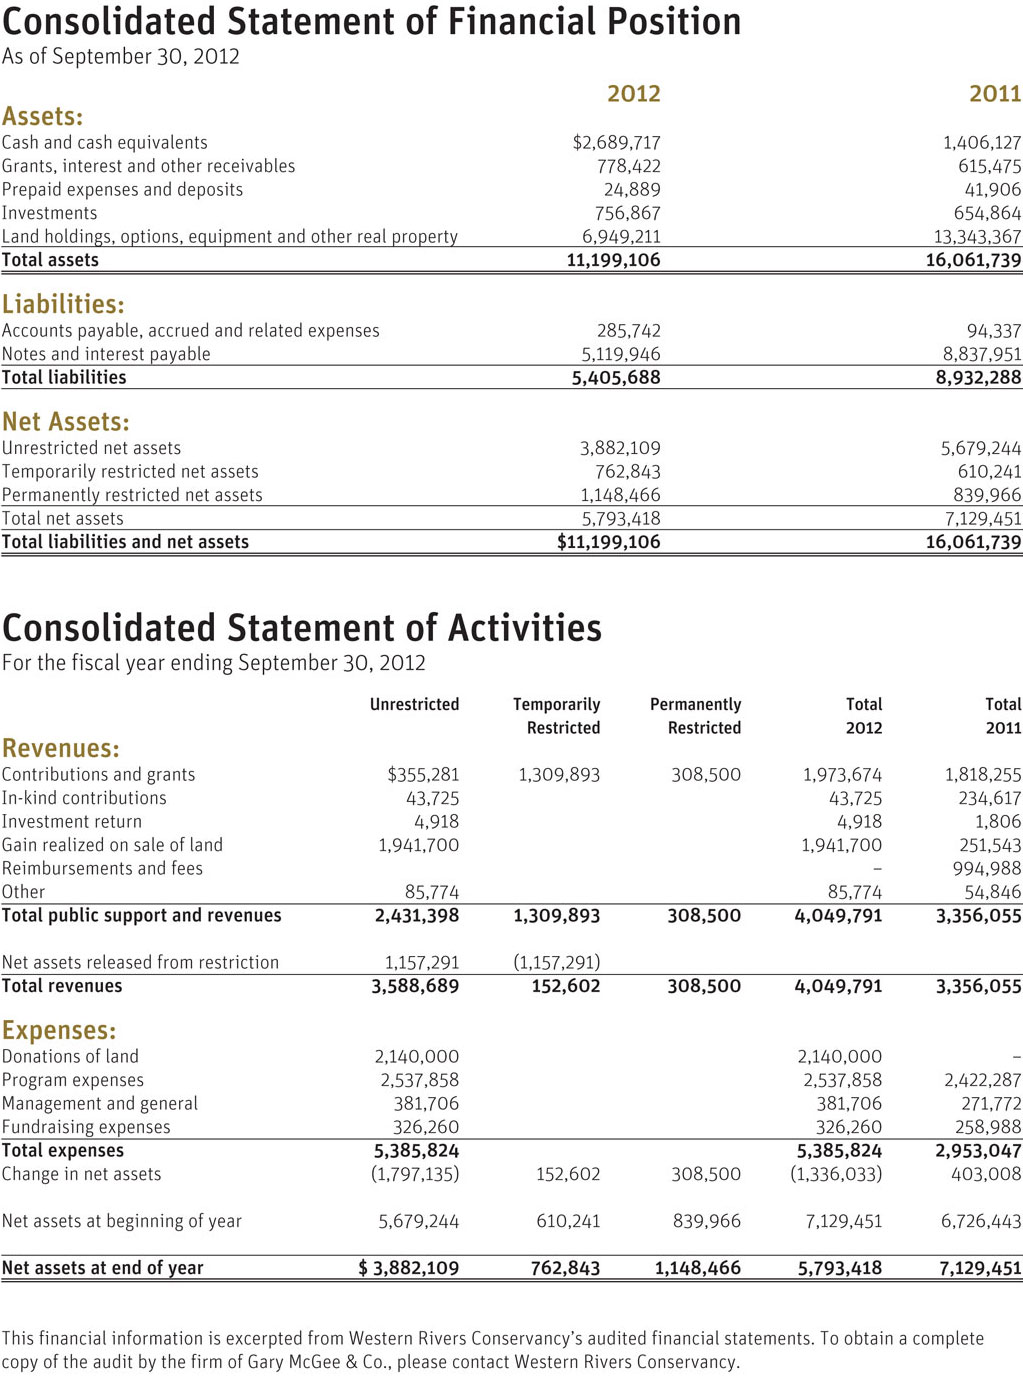 Consolidated Statement of Financial Position
As of September 30, 2012
2012 2011
Assets:
Cash and cash equivalents $2,689,717 1,406,127
Grants, interest and other receivables 778,422 615,475
Prepaid expenses and deposits 24,889 41,906
Investments 756,867 654,864
Land holdings, options, equipment and other real property 6,949,211 13,343,367
Total assets 11,199,106 16,061,739
Liabilities:
Accounts payable, accrued and related expenses 285,742 94,337
Notes and interest payable 5,119,946 8,837,951
Total liabilities 5,405,688 8,932,288
Net Assets:
Unrestricted net assets 3,882,109 5,679,244
Temporarily restricted net assets 762,843 610,241
Permanently restricted net assets 1,148,466 839,966
Total net assets 5,793,418 7,129,451
Total liabilities and net assets $11,199,106 16,061,739
Consolidated Statement of Activities
For the fiscal year ending September 30, 2012
Unrestricted Temporarily Permanently Total Total
Restricted Restricted 2012 2011
Revenues:
Contributions and grants $355,281 1,309,893 308,500 1,973,674 1,818,255
In-kind contributions 43,725 43,725 234,617
Investment return 4,918 4,918 1,806
Gain realized on sale of land 1,941,700 1,941,700 251,543
Reimbursements and fees – 994,988
Other 85,774 85,774 54,846
Total public support and revenues 2,431,398 1,309,893 308,500 4,049,791 3,356,055
Net assets released from restriction 1,157,291 (1,157,291)
Total revenues 3,588,689 152,602 308,500 4,049,791 3,356,055
Expenses:
Donations of land 2,140,000 2,140,000 –
Program expenses 2,537,858 2,537,858 2,422,287
Management and general 381,706 381,706 271,772
Fundraising expenses 326,260 326,260 258,988
Total expenses 5,385,824 5,385,824 2,953,047
Change in net assets (1,797,135) 152,602 308,500 (1,336,033) 403,008
Net assets at beginning of year 5,679,244 610,241 839,966 7,129,451 6,726,443
Net assets at end of year $ 3,882,109 762,843 1,148,466 5,793,418 7,129,451
This financial information is excerpted from Western Rivers Conservancy's audited financial statements. To obtain a complete
copy of the audit by the firm of Gary McGee & Co., please contact Western Rivers Conservancy.